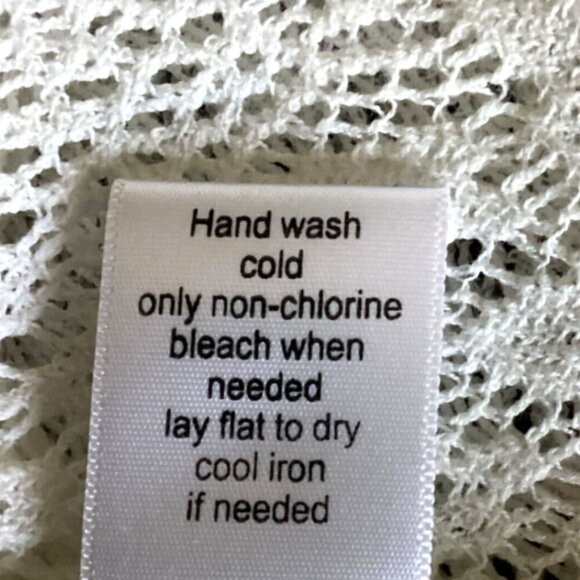 Hand wash
cold
only non-chlorine
bleach when
needed
lay flat to dry
cool iron
if needed